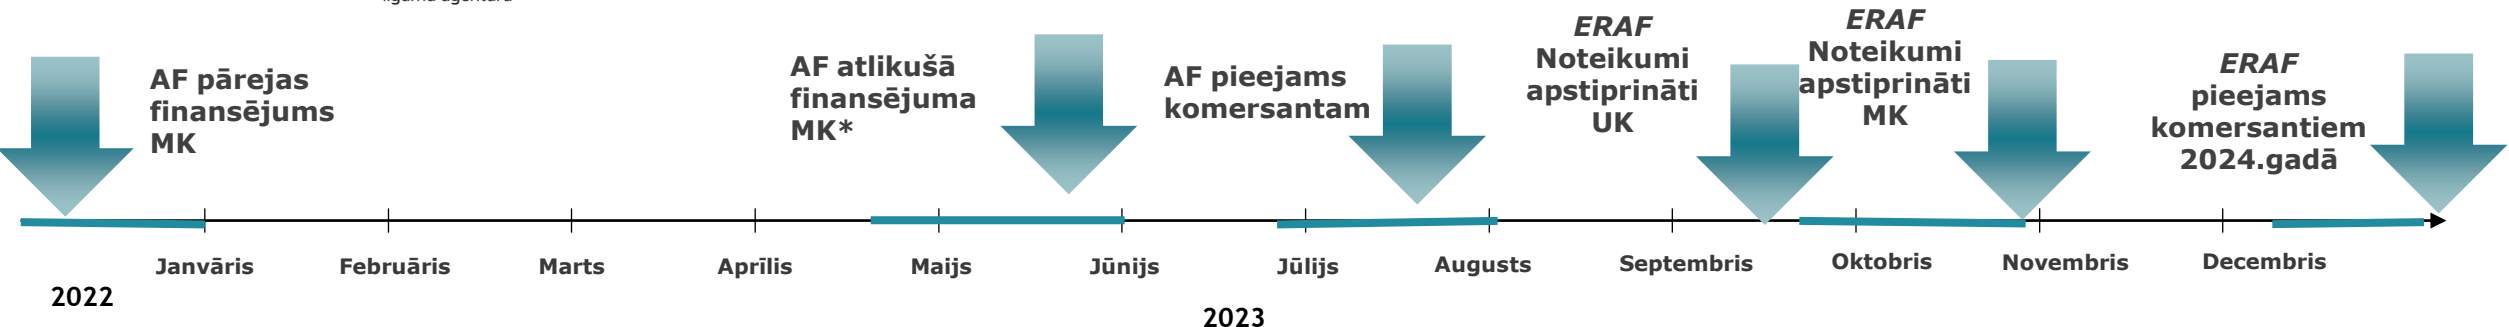 AF pārejas
finansējums
MK
AF atlikušā
finansējuma
MK*
AF pieejams
komersantam
ERAF
Noteikumi
apstiprināti
UK
ERAF
Noteikumi
apstiprināti
MK
ERAF
pieejams
komersantiem
2024.gadā
Janvāris
Februāris
Marts
Aprīlis
Maijs
Jūnijs
Jūlijs
Augusts
Septembris
Oktobris
Novembris
Decembris
2022
2023